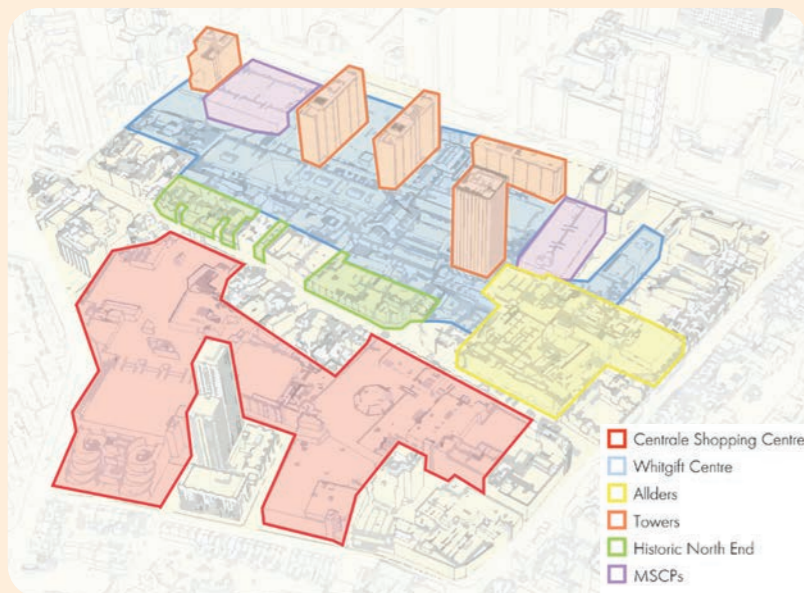 Centrale Shopping Centre
Whitgift Centre
Allders
Towers
Historic North End
MSCPs